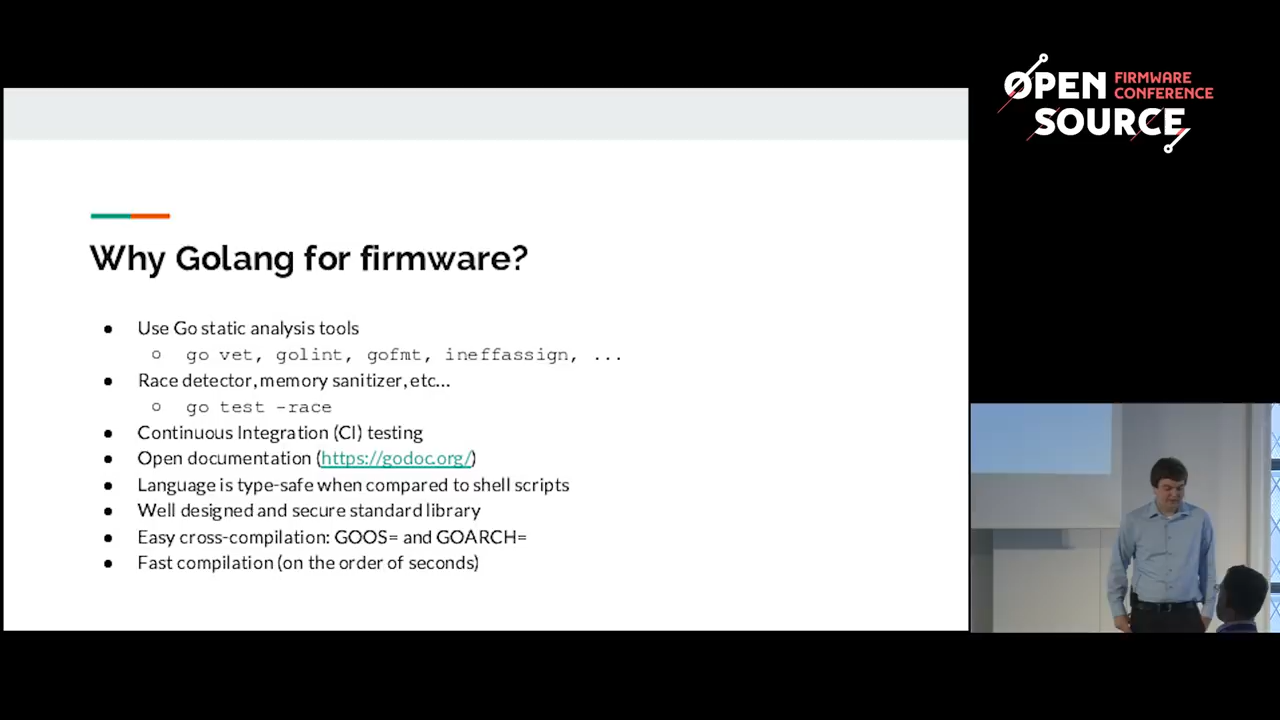 OPEN FIRMWARE
CONFERENCE
SOURCE
Why Golang for firmware?
● Use Go static analysis tools
○ go vet, golint, gofmt, ineffassign, ...
● Race detector, memory sanitizer, etc...
○ go test -race
● Continuous Integration (CI) testing
● Open documentation (https://godoc.org/)
● Language is type-safe when compared to shell scripts
● Well designed and secure standard library
● Easy cross-compilation: GOOS= and GOARCH=
● Fast compilation (on the order of seconds)